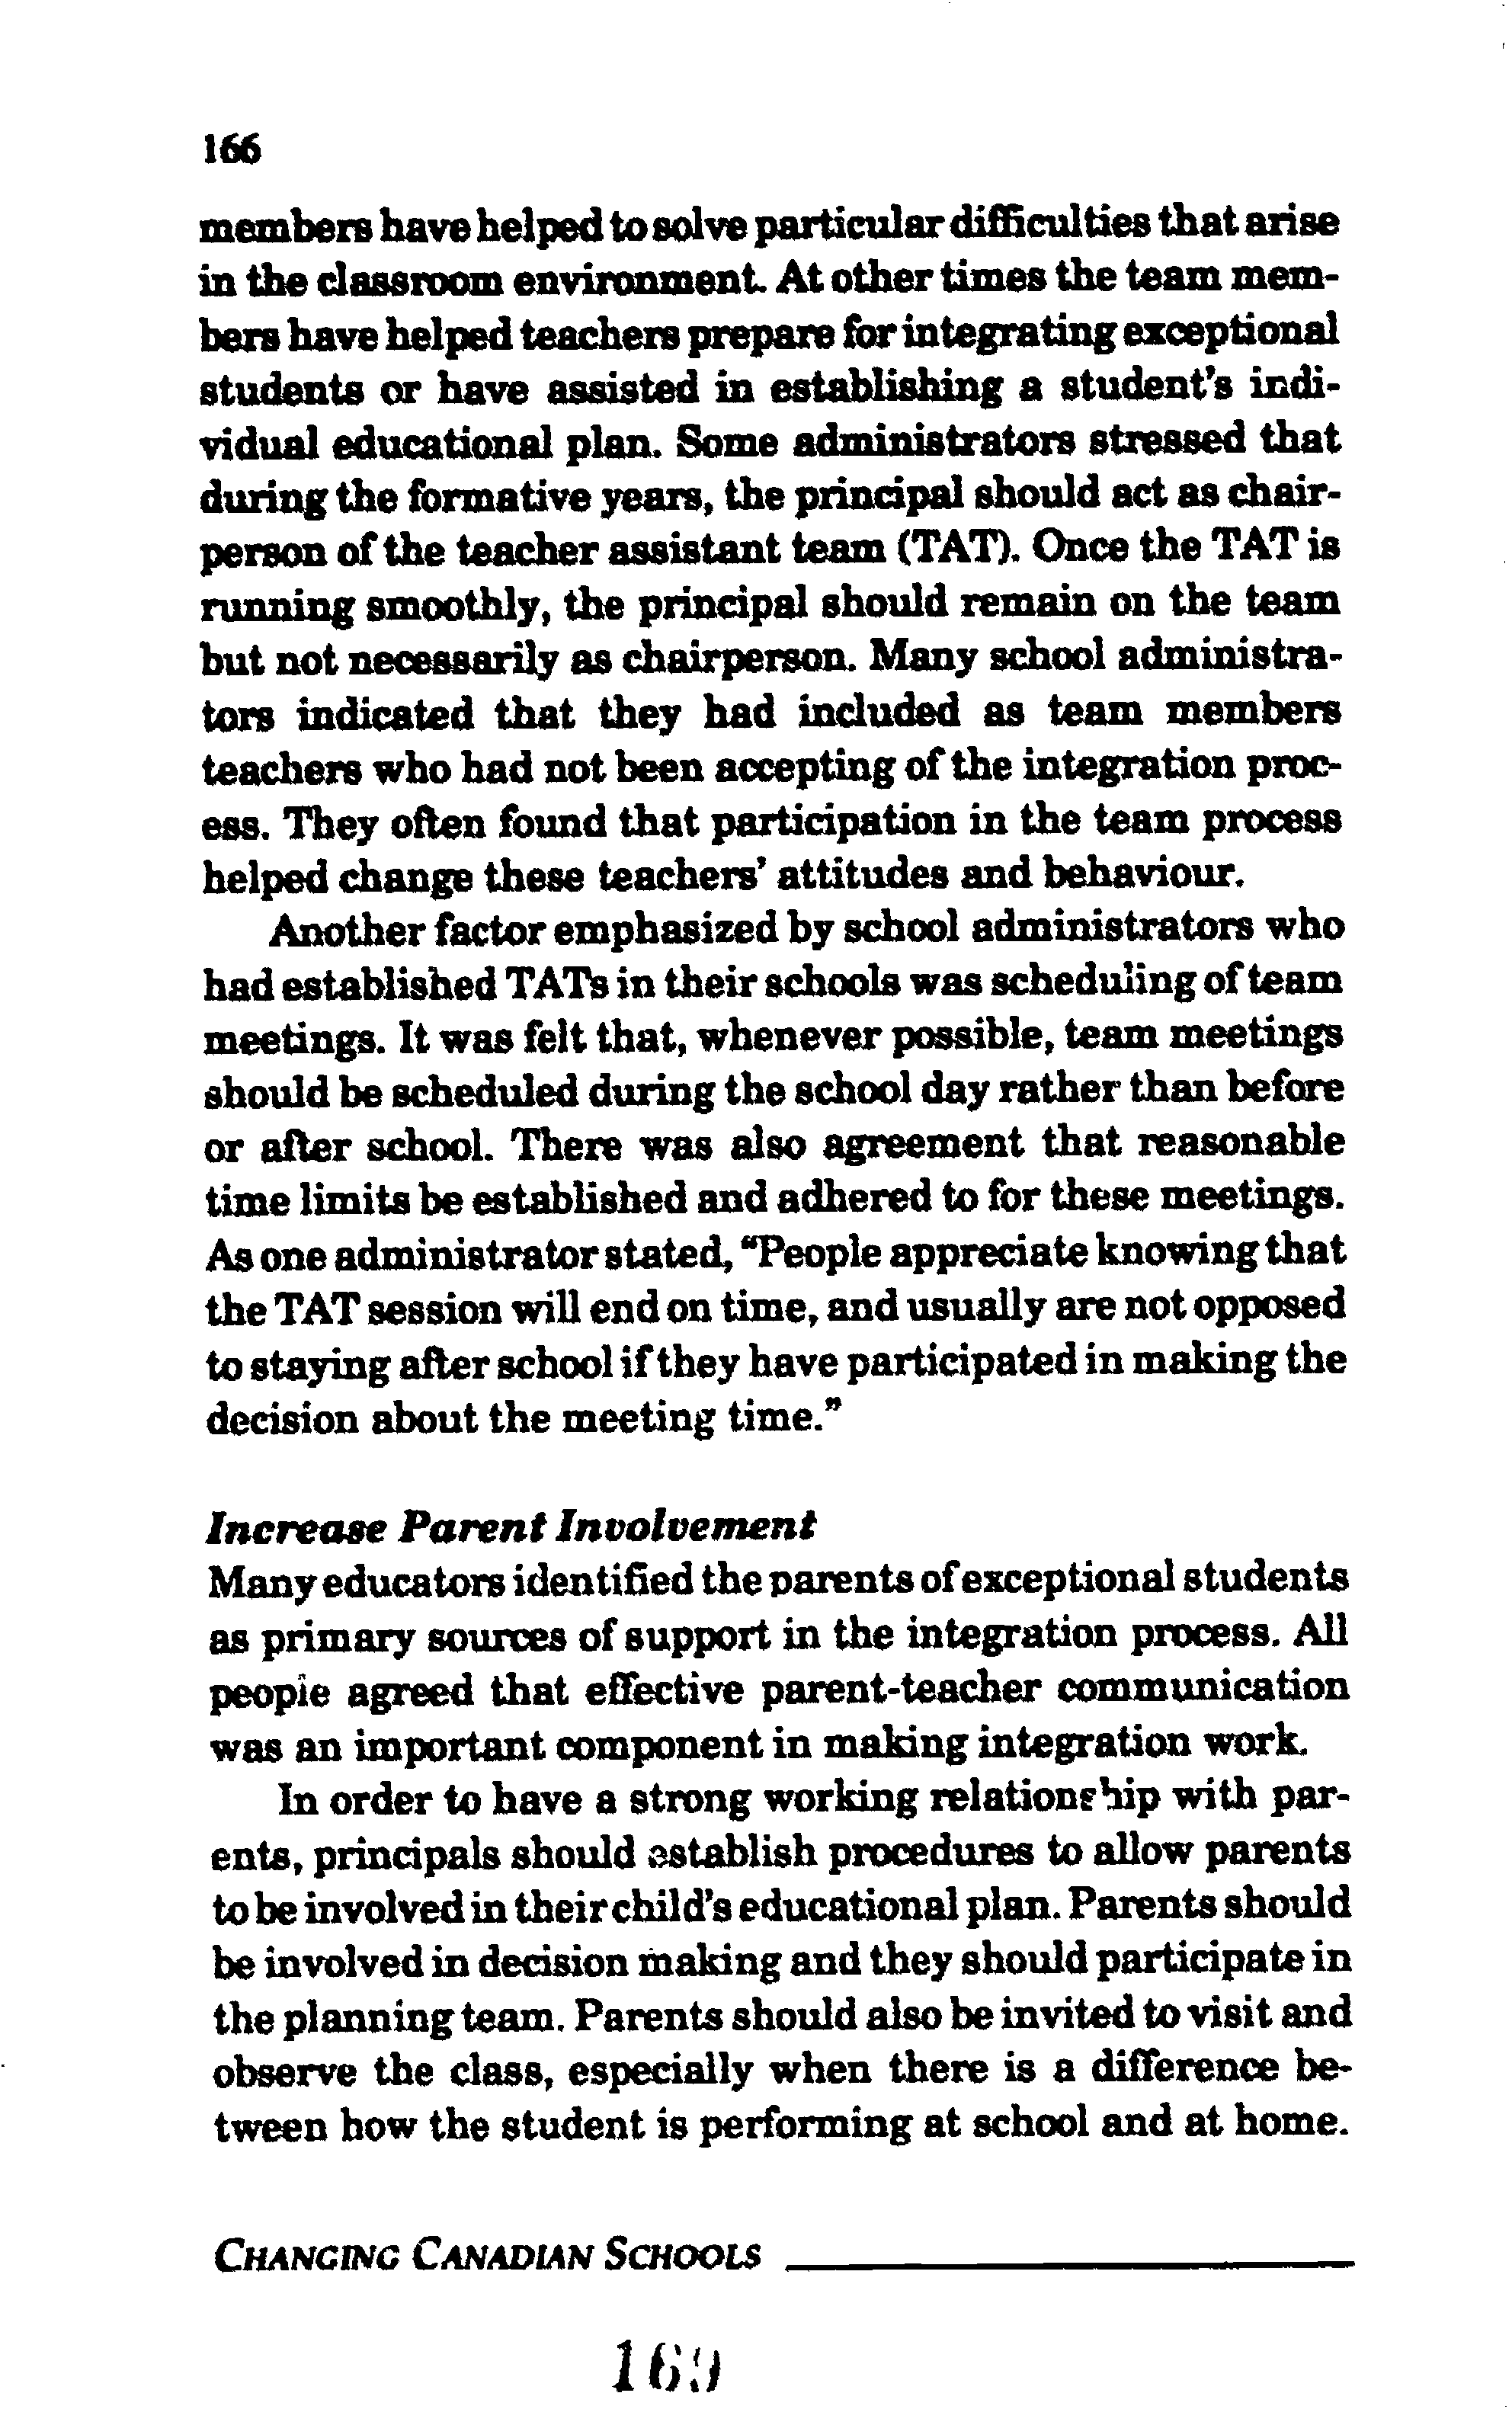 166
members have helped to solve particular difficulties that arise
in the classroom environment. At other times the team mem-
bers have helped teachers prepare for integrating exceptional
students or have assisted in establishing a student's indi-
vidual educational plan. Some administrators stressed that
during the formative years, the principal should act as chair-
person of the teacher assistant team (TAT). Once the TAT is
running smoothly, the principal should remain on the team
but not necessarily as chairperson. Many school administra-
tors indicated that they had included as team members
teachers who had not been accepting of the integration proc-
ess. They often found that participation in the team process
helped change these teachers' attitudes and behaviour.
Another factor emphasized by school administrators who
had established TATs in their schools was scheduling of team
meetings. It was felt that, whenever possible, team meetings
should be scheduled during the school day rather than before
or after school. There was also agreement that reasonable
time limits be established and adhered to for these meetings.
As one administrator stated, "People appreciate knowing that
the TAT session will end on time, and usually are not opposed
to staying after school if they have participated in making the
decision about the meeting time."
Increase Parent Involvement
Many educators identified the parents of exceptional students
as primary sources of support in the integration process. All
people agreed that effective parent-teacher communication
was an important component in making integration work.
In order to have a strong working relationship with par-
ents, principals should establish procedures to allow parents
to be involved in their child's educational plan. Parents should
be involved in decision making and they should participate in
the planning team. Parents should also be invited to visit and
observe the class, especially when there is a difference be-
tween how the student is performing at school and at home.
CHANGING CANADIAN SCHOOLS
169